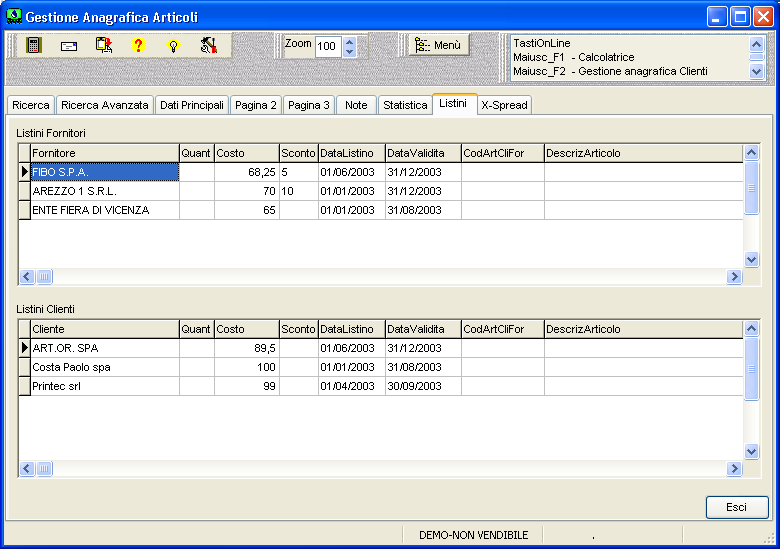 Gestione Anagrafica Articoli
Zoom 100 Menù
TastiOnLine
Maiusc_F1 - Calcolatrice
Maiusc_F2 - Gestione anagrafica Clienti
Ricerca Ricerca Avanzata Dati Principali Pagina 2 Pagina 3 Note Statistica Listini X-Spread
Listini Fornitori
Fornitore Quant Costo Sconto DataListino DataValidita CodArtCliFor DescrizArticolo
FIBO S.P.A. 68,25 5 01/06/2003 31/12/2003
AREZZO 1 S.R.L. 70 10 01/01/2003 31/12/2003
ENTE FIERA DI VICENZA 65 01/01/2003 31/08/2003
Listini Clienti
Cliente Quant Costo Sconto DataListino DataValidita CodArtCliFor DescrizArticolo
ART.OR. SPA 89,5 01/06/2003 31/12/2003
Costa Paolo spa 100 01/01/2003 31/08/2003
Printec srl 99 01/04/2003 30/09/2003
Esci
DEMO-NON VENDIBILE .